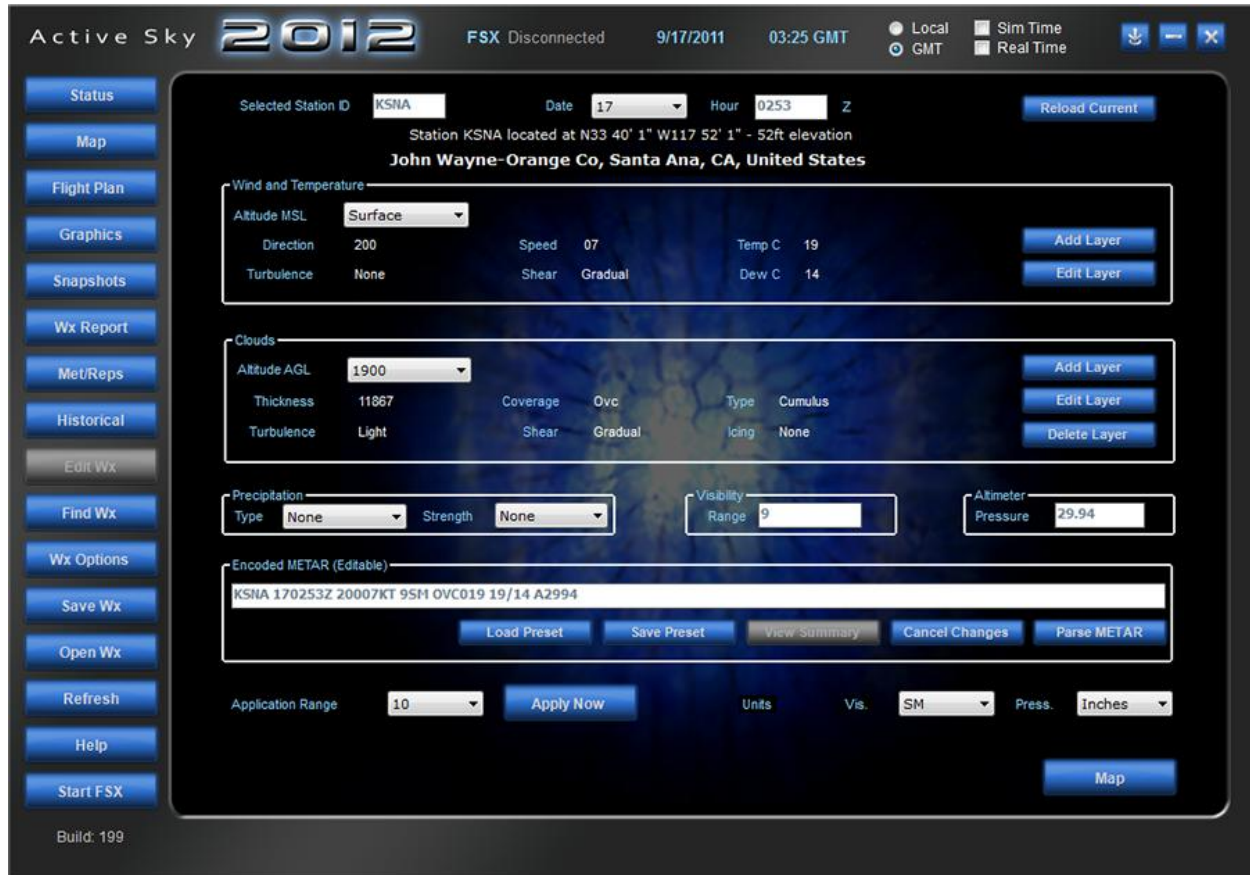 Active Sky 2012 FSX Disconnected 9/17/2011 03:25 GMT Local Sim Time
GMT Real Time
Status
Map
Flight Plan
Graphics
Snapshots
Wx Report
Met/Reps
Historical
Edit Wx
Find Wx
Wx Options
Save Wx
Open Wx
Refresh
Help
Start FSX
Build: 199
Selected Station ID KSNA Date 17 Hour 0253 Z Reload Current
Station KSNA located at N33 40' 1" W117 52' 1" - 52ft elevation
John Wayne-Orange Co, Santa Ana, CA, United States
Wind and Temperature
Altitude MSL Surface
Direction 200 Speed 07 Temp C 19 Add Layer
Turbulence None Shear Gradual Dew C 14 Edit Layer
Clouds
Altitude AGL 1900 Add Layer
Thickness 11867 Coverage Ovc Type Cumulus Edit Layer
Turbulence Light Shear Gradual Icing None Delete Layer
Precipitation Visibility Altimeter
Type None Strength None Range 9 Pressure 29.94
Encoded METAR (Editable)
KSNA 170253Z 20007KT 9SM OVC019 19/14 A2994
Load Preset Save Preset View Summary Cancel Changes Parse METAR
Application Range 10 Apply Now Units Vis. SM Press. Inches
Map